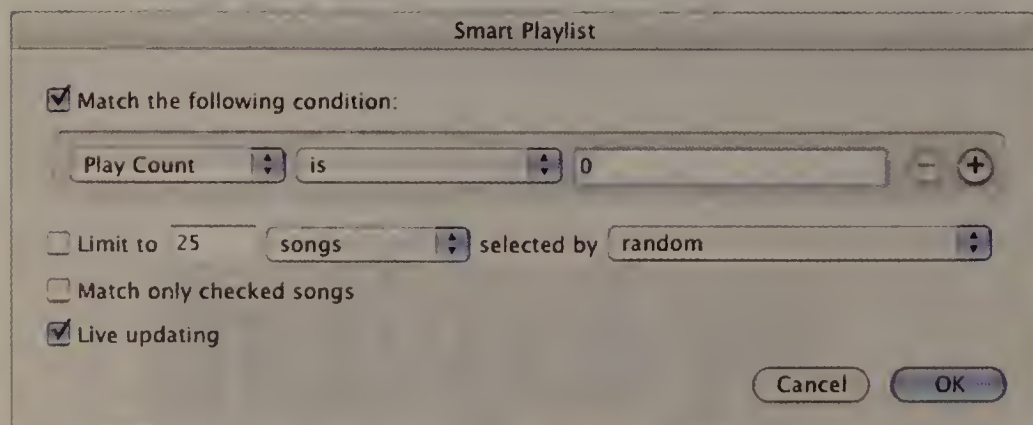 Smart Playlist
Match the following condition:
Play Count is 0 − +
Limit to 25 songs selected by random
Match only checked songs
Live updating
Cancel OK